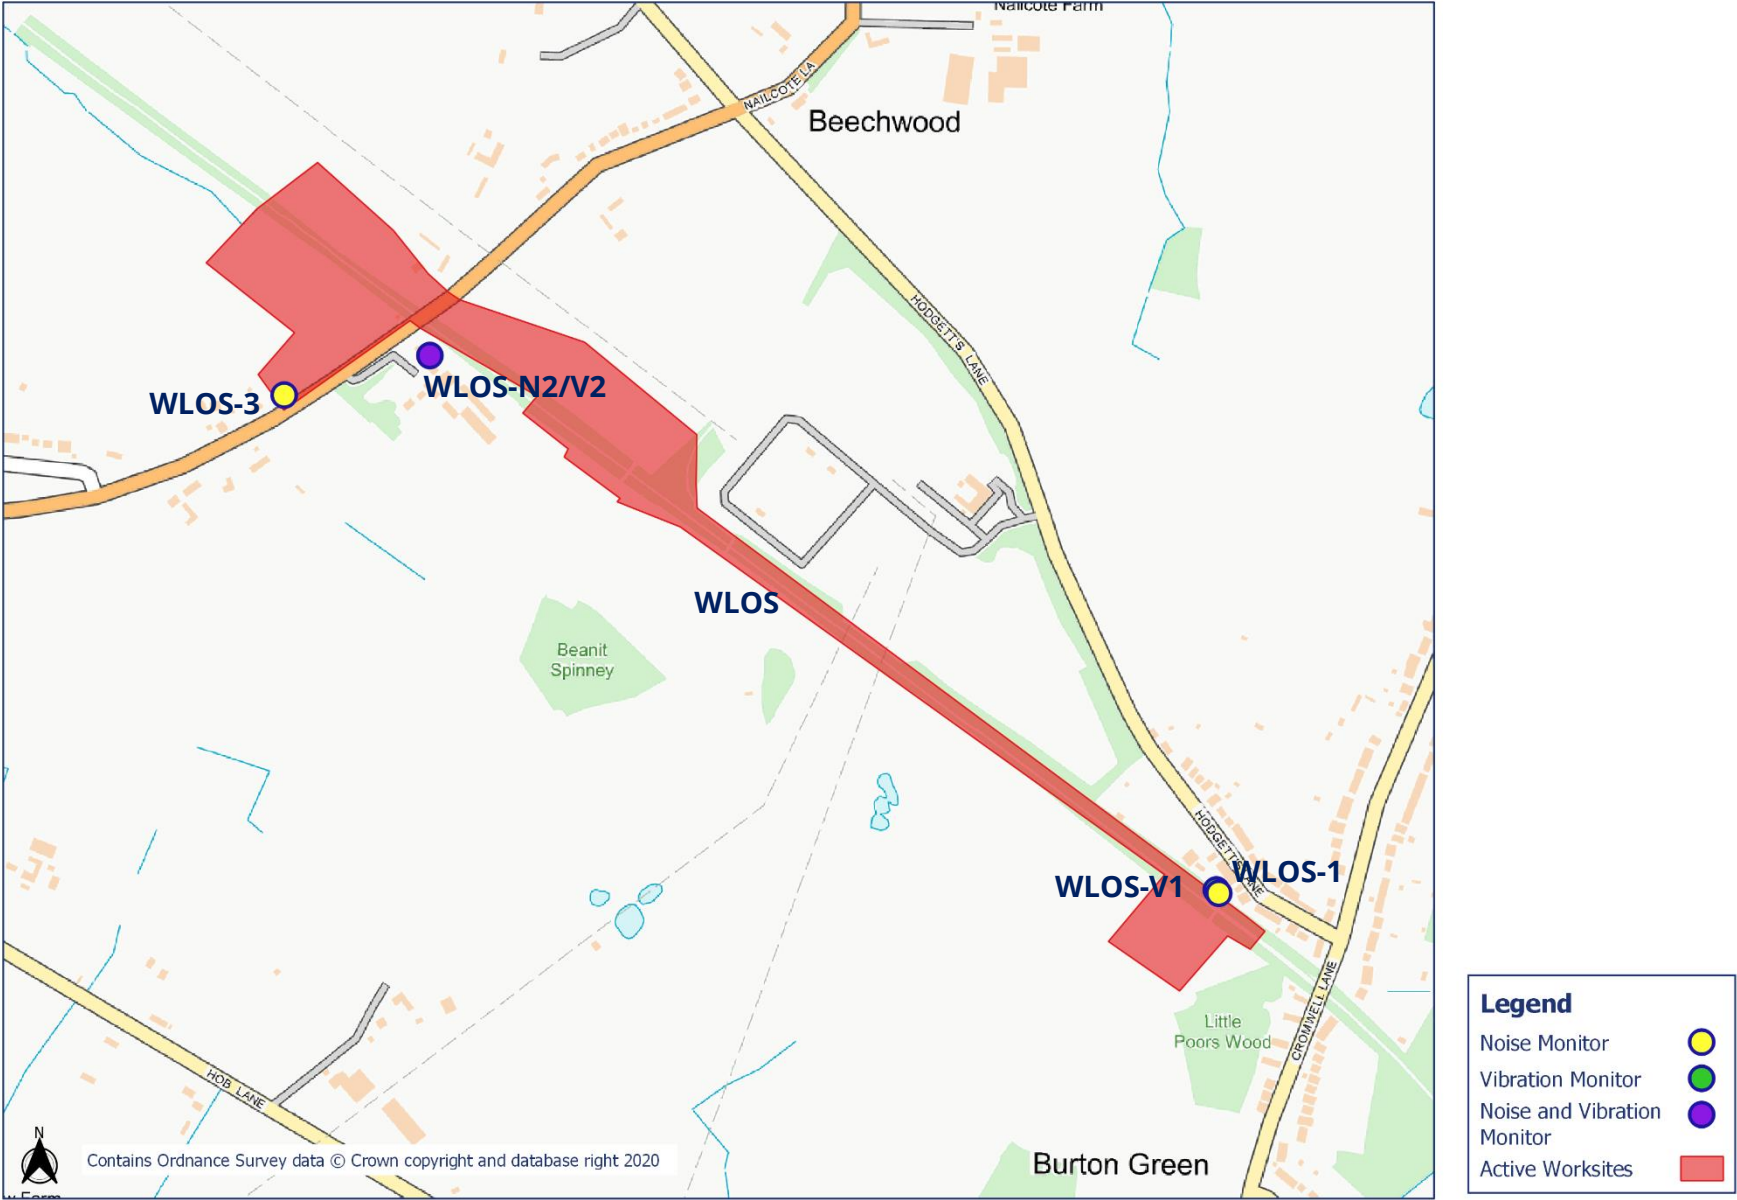 Nailcote Farm
NAILCOTE LA
Beechwood
HODGETT'S LANE
WLOS-3
WLOS-N2/V2
WLOS
Beanit
Spinney
HODGETT'S LANE
WLOS-1
WLOS-V1
CROMWELL LANE
Little
Poors Wood
HOB LANE
Burton Green
N
Contains Ordnance Survey data © Crown copyright and database right 2020
w Farm
Legend
Noise Monitor
Vibration Monitor
Noise and Vibration
Monitor
Active Worksites